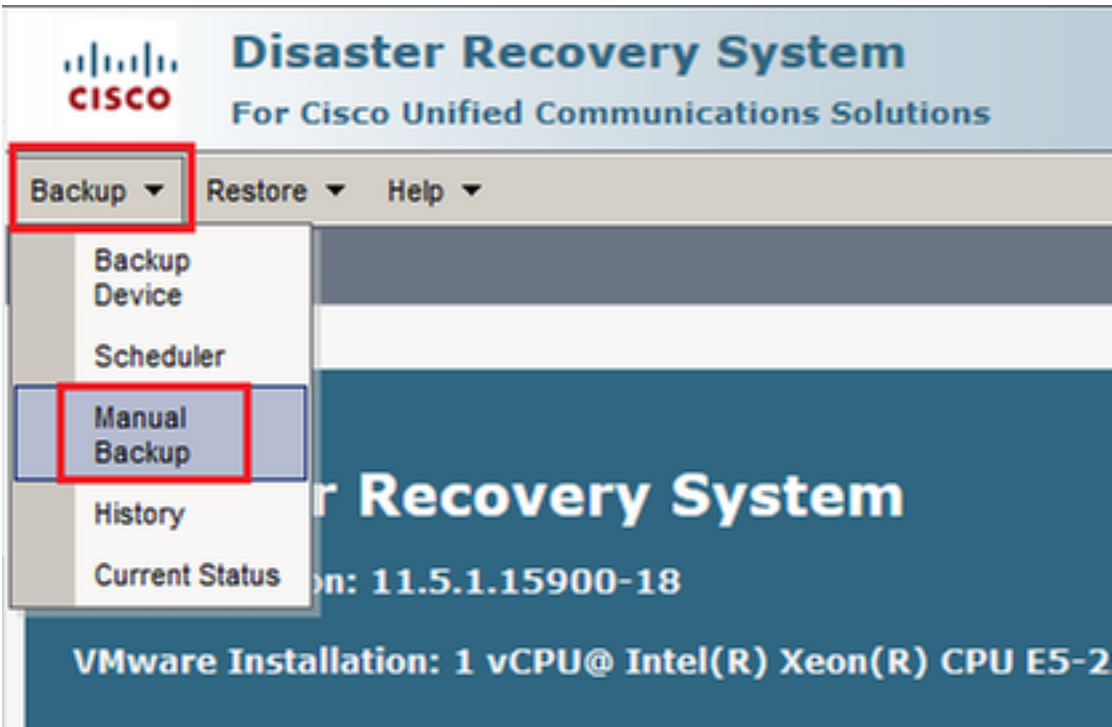 CISCO
Disaster Recovery System
For Cisco Unified Communications Solutions
Backup Restore Help
Backup
Device
Scheduler
Manual
Backup
History
Current Status
Recovery System
11.5.1.15900-18
VMware Installation: 1 vCPU@ Intel(R) Xeon(R) CPU E5-2